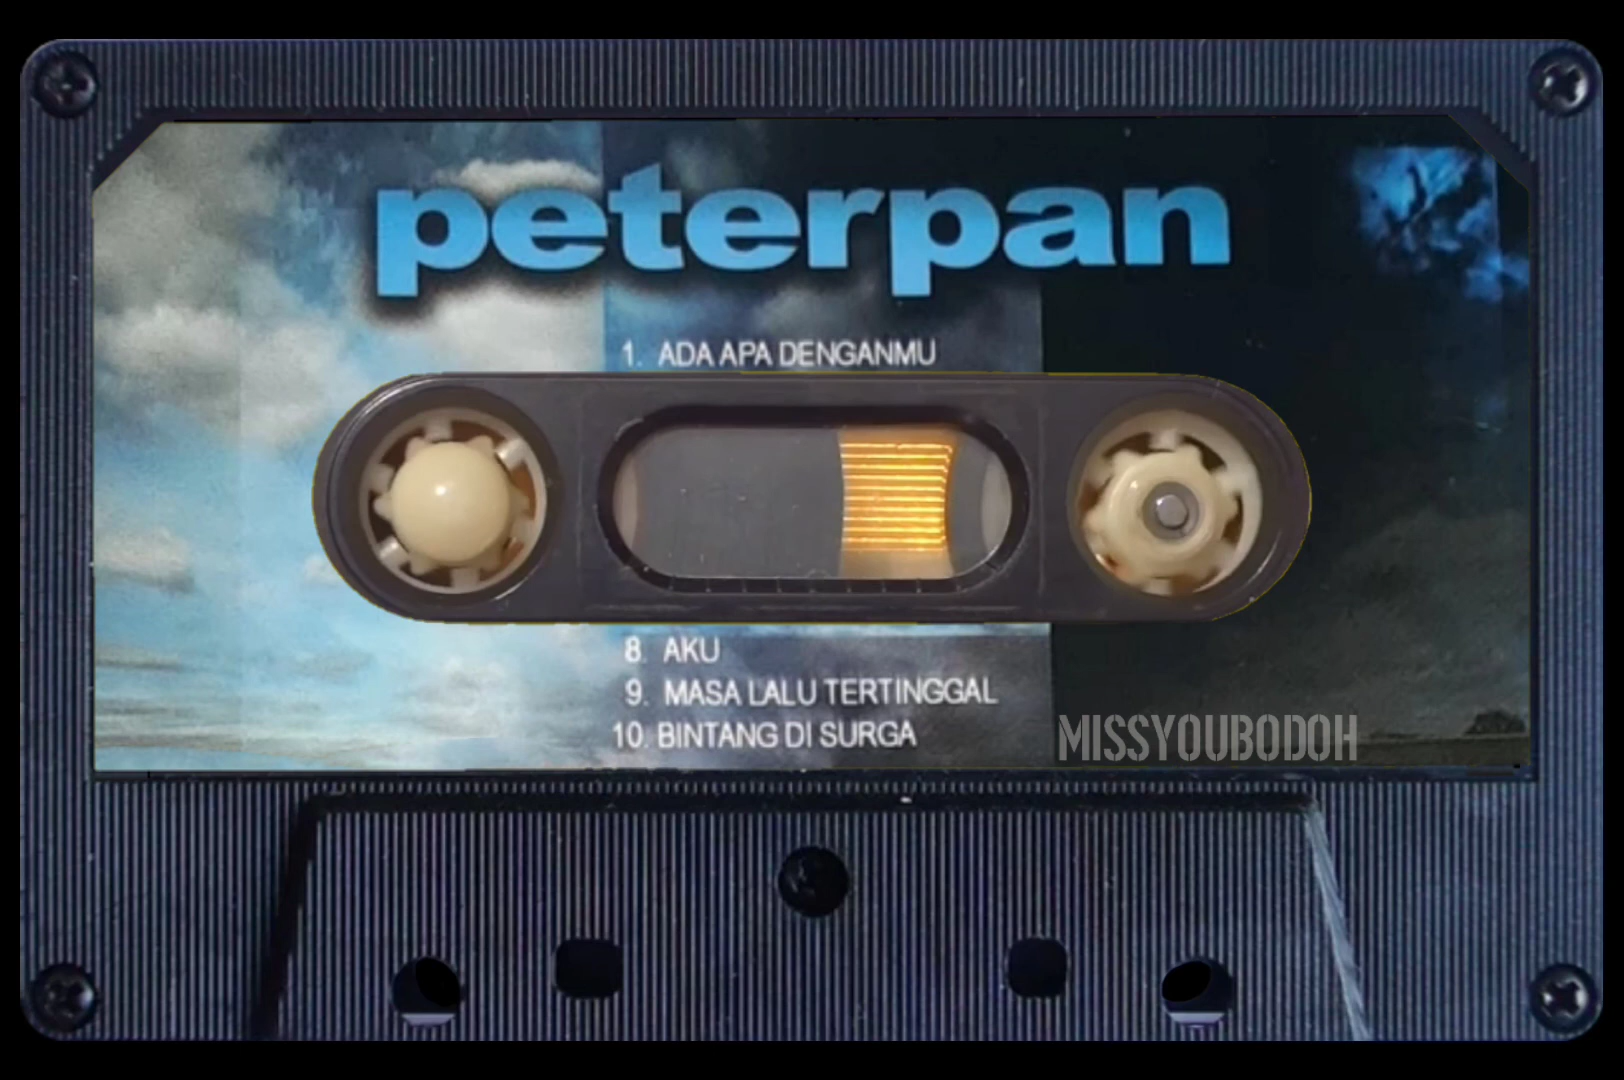 peterpan
1. ADA APA DENGANMU
8. AKU
9. MASA LALU TERTINGGAL
10. BINTANG DI SURGA
MISSYOUBODOH